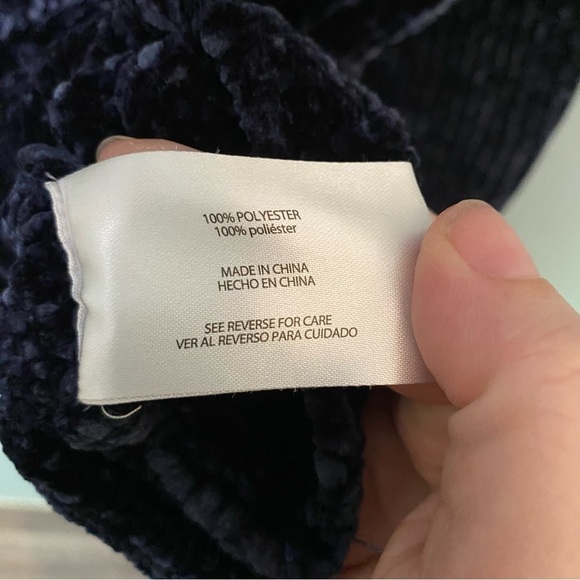 100% POLYESTER
100% poliéster
MADE IN CHINA
HECHO EN CHINA
SEE REVERSE FOR CARE
VER AL REVERSO PARA CUIDADO